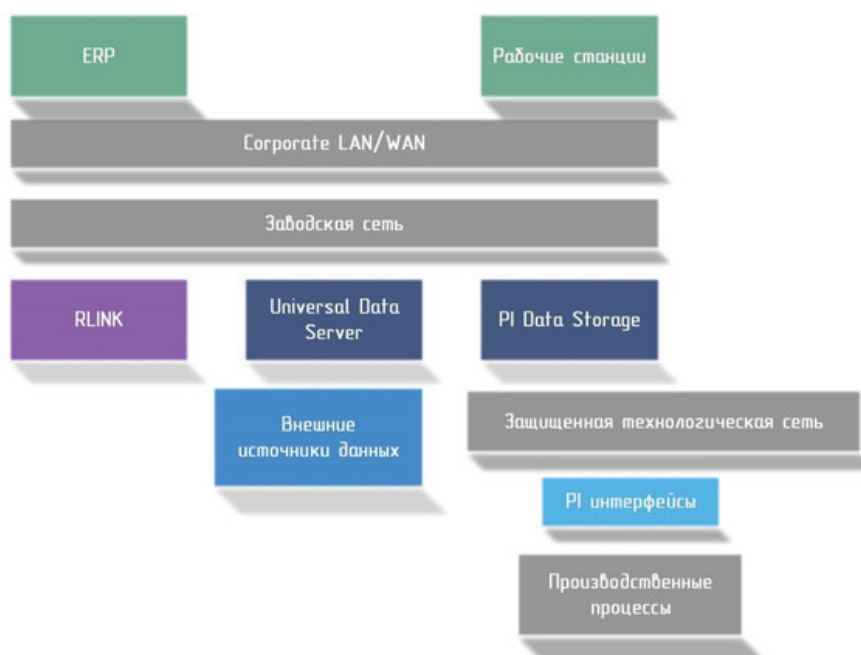 ERP
Рабочие станции
Corporate LAN/WAN
Заводская сеть
RLINK
Universal Data
Server
PI Data Storage
Внешние
источники данных
Защищенная технологическая сеть
PI интерфейсы
Производственные
процессы